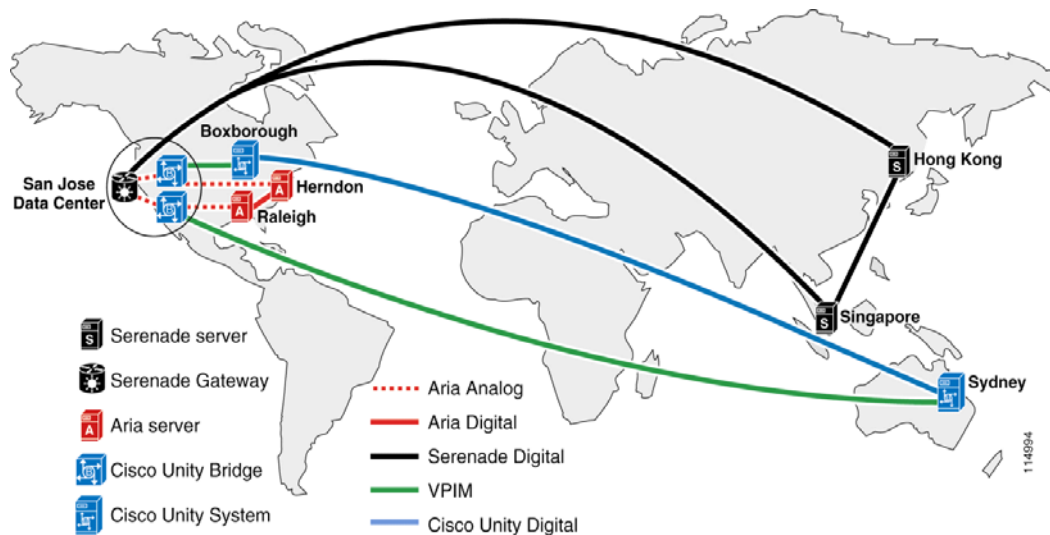 Boxborough
San Jose
Data Center
Herndon
A
Raleigh
A
S
Hong Kong
Singapore
S
Sydney
S
Serenade server
Serenade Gateway
A
Aria server
Cisco Unity Bridge
Cisco Unity System
Aria Analog
Aria Digital
Serenade Digital
VPIM
Cisco Unity Digital
114994